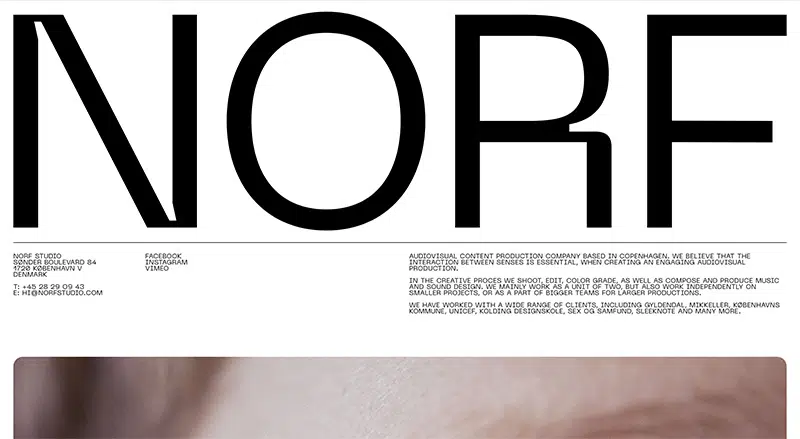 NORF
NORF STUDIO
SØNDER BOULEVARD 84
1720 KØBENHAVN V
DENMARK
T: +45 28 29 09 43
E: HI@NORFSTUDIO.COM
FACEBOOK
INSTAGRAM
VIMEO
AUDIOVISUAL CONTENT PRODUCTION COMPANY BASED IN COPENHAGEN. WE BELIEVE THAT THE
INTERACTION BETWEEN SENSES IS ESSENTIAL, WHEN CREATING AN ENGAGING AUDIOVISUAL
PRODUCTION.
IN THE CREATIVE PROCES WE SHOOT, EDIT, COLOR GRADE, AS WELL AS COMPOSE AND PRODUCE MUSIC
AND SOUND DESIGN. WE MAINLY WORK AS A UNIT OF TWO, BUT ALSO WORK INDEPENDENTLY ON
SMALLER PROJECTS, OR AS A PART OF BIGGER TEAMS FOR LARGER PRODUCTIONS.
WE HAVE WORKED WITH A WIDE RANGE OF CLIENTS, INCLUDING GYLDENDAL, MIKKELLER, KØBENHAVNS
KOMMUNE, UNICEF, KOLDING DESIGNSKOLE, SEX OG SAMFUND, SLEEKNOTE AND MANY MORE.